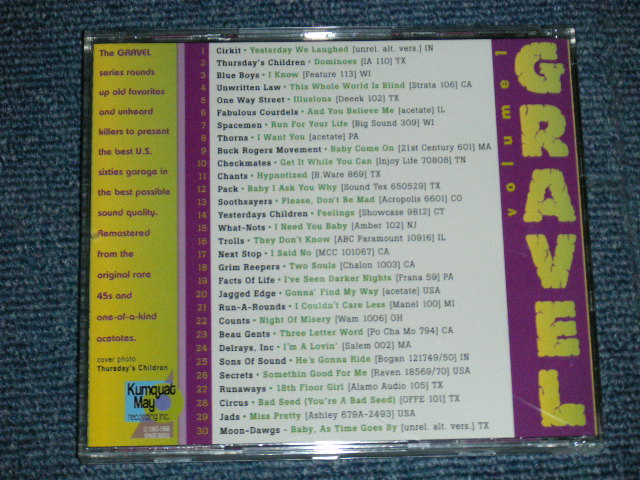 The GRAVEL
series rounds
up old favorites
and unheard
killers to present
the best U.S.
sixties garage in
the best possible
sound quality.
Remastered
from the
original rare
45s and
one-of-a-kind
acetates.
cover photo
Thursday's Children
Kumquat
May
recording inc.
1 Cirkit • Yesterday We Laughed [unrel. alt. vers.] IN
2 Thursday's Children • Dominoes [IA 110] TX
3 Blue Boys • I Know [Feature 113] WI
4 Unwritten Law • This Whole World Is Blind [Strata 106] CA
5 One Way Street • Illusions [Deeek 102] TX
6 Fabulous Courdels • And You Believe Me [acetate] IL
7 Spacemen • Run For Your Life [Big Sound 309] WI
8 Thorns • I Want You [acetate] PA
9 Buck Rogers Movement • Baby Come On [21st Century 601] MA
10 Checkmates • Get It While You Can [Injoy Life 70808] TN
11 Chants • Hypnotized [B.Ware 869] TX
12 Pack • Baby I Ask You Why [Sound Tex 650529] TX
13 Soothsayers • Please, Don't Be Mad [Acropolis 6601] CO
14 Yesterdays Children • Feelings [Showcase 9812] CT
15 What-Nots • I Need You Baby [Amber 102] NJ
16 Trolls • They Don't Know [ABC Paramount 10916] IL
17 Next Stop • I Said No [MCC 101067] CA
18 Grim Reepers • Two Souls [Chalon 1003] CA
19 Facts Of Life • I've Seen Darker Nights [Frana 59] PA
20 Jagged Edge • Gonna' Find My Way [acetate] USA
21 Run-A-Rounds • I Couldn't Care Less [Manel 100] MI
22 Counts • Night Of Misery [Wam 1006] OH
23 Beau Gents • Three Letter Word [Po Cha Mo 794] CA
24 Delrays, Inc • I'm A Lovin' [Salem 002] MA
25 Sons Of Sound • He's Gonna Ride [Bogan 121749/50] IN
26 Secrets • Somethin Good For Me [Raven 18569/70] USA
27 Runaways • 18th Floor Girl [Alamo Audio 105] TX
28 Circus • Bad Seed (You're A Bad Seed) [OFFE 101] TX
29 Jads • Miss Pretty [Ashley 679A-2493] USA
30 Moon-Dawgs - Baby, As Time Goes By [unrel. alt. vers.] TX
volume 1
GRAVEL